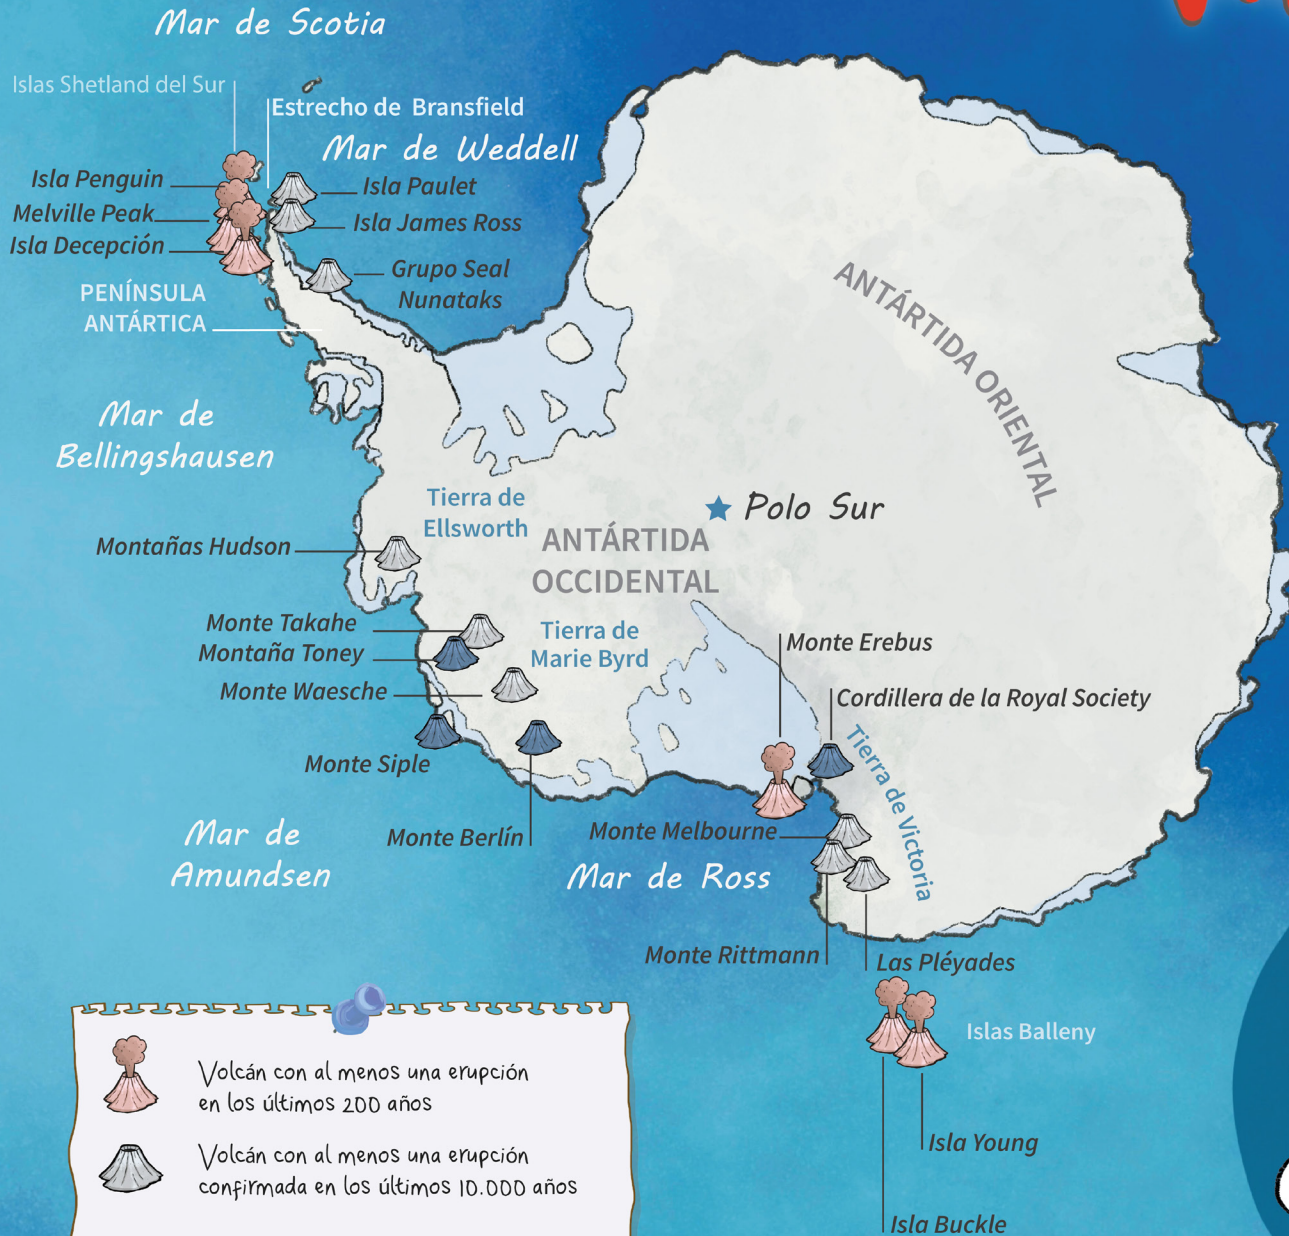 Mar de Scotia
Islas Shetland del Sur
Estrecho de Bransfield
Mar de Weddell
Isla Penguin
Isla Paulet
Melville Peak
Isla James Ross
Isla Decepción
Grupo Seal
Nunataks
PENÍNSULA
ANTÁRTICA
ANTÁRTIDA ORIENTAL
Mar de
Bellingshausen
Tierra de
Ellsworth
Polo Sur
ANTÁRTIDA
OCCIDENTAL
Montañas Hudson
Monte Takahe
Montaña Toney
Tierra de
Marie Byrd
Monte Erebus
Monte Waesche
Cordillera de la Royal Society
Tierra de Victoria
Monte Siple
Monte Berlín
Monte Melbourne
Mar de
Amundsen
Mar de Ross
Monte Rittmann
Las Pléyades
Islas Balleny
Isla Young
Isla Buckle
Volcán con al menos una erupción
en los últimos 200 años
Volcán con al menos una erupción
confirmada en los últimos 10.000 años